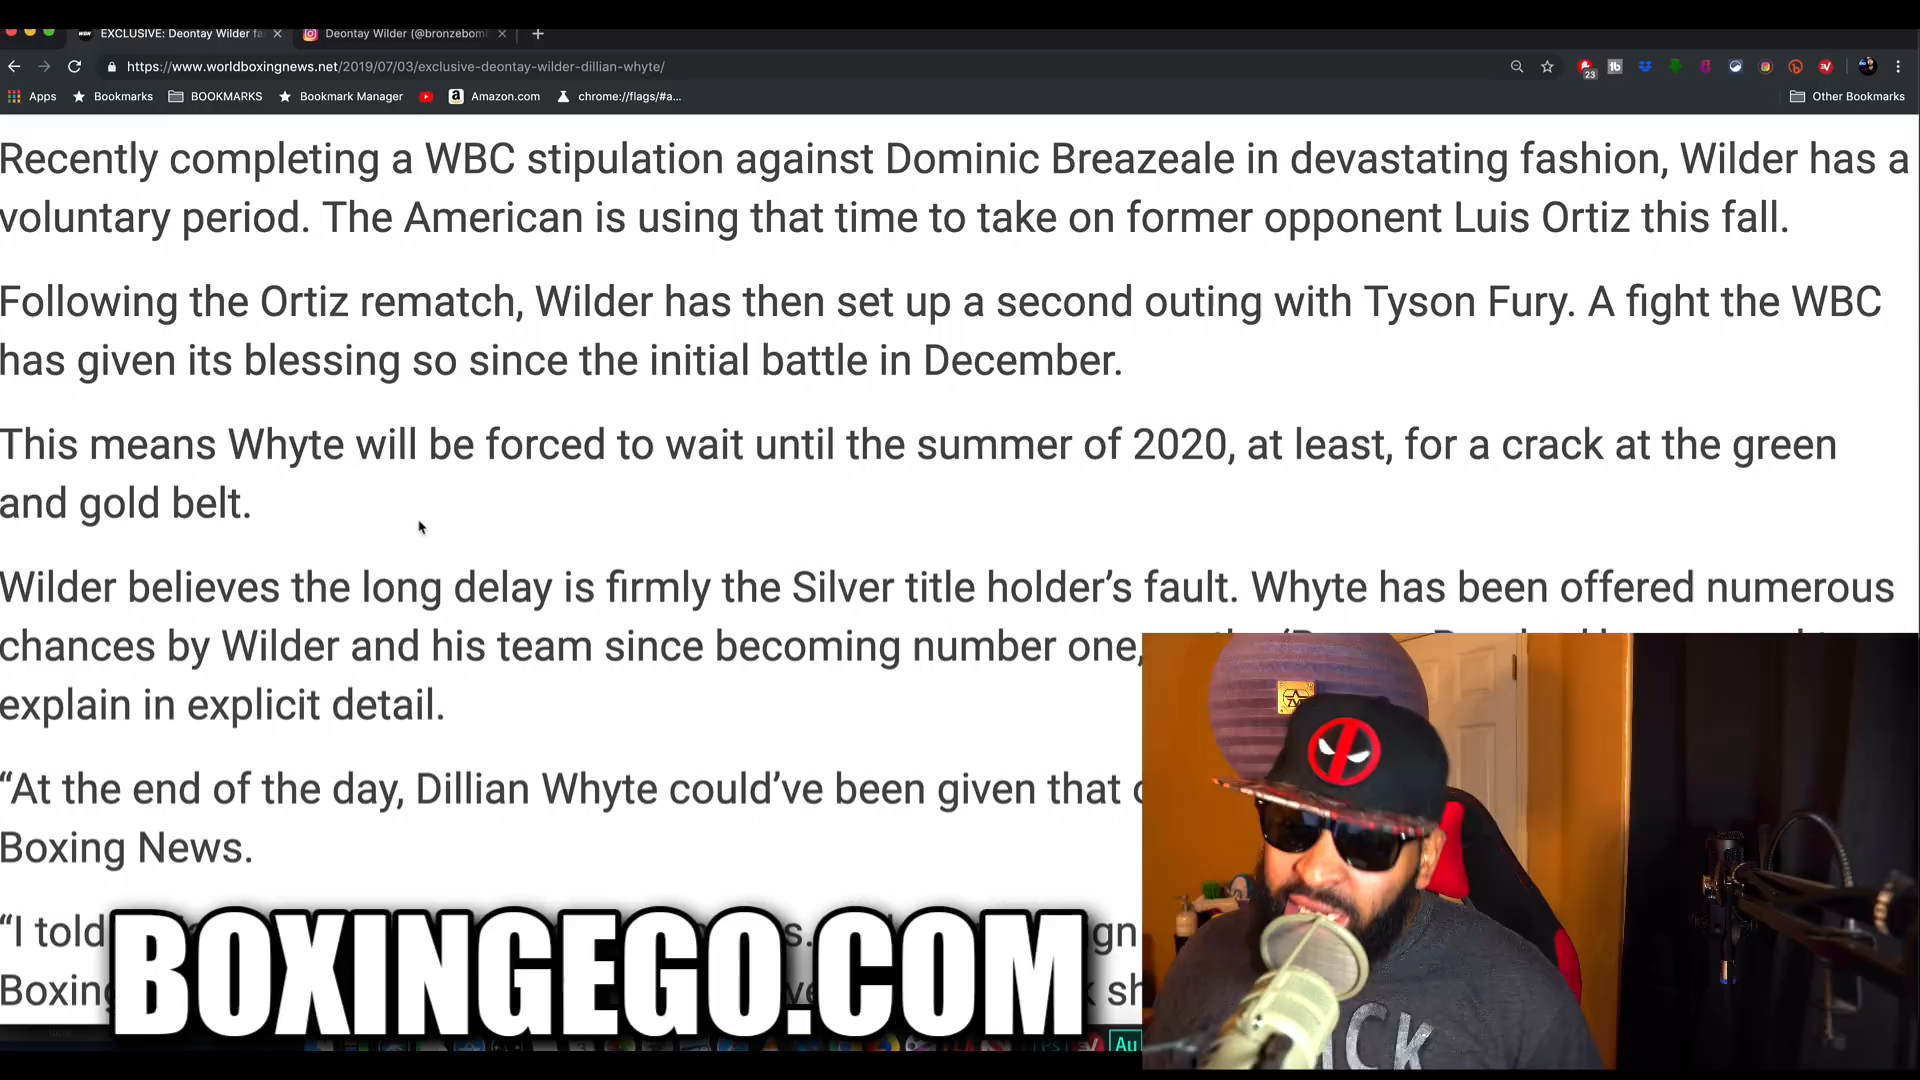 EXCLUSIVE: Deontay Wilder fa
Deontay Wilder (@bronzebom
https://www.worldboxingnews.net/2019/07/03/exclusive-deontay-wilder-dillian-whyte/
23
Apps Bookmarks BOOKMARKS Bookmark Manager Amazon.com chrome://flags/#a... Other Bookmarks
Recently completing a WBC stipulation against Dominic Breazeale in devastating fashion, Wilder has a
voluntary period. The American is using that time to take on former opponent Luis Ortiz this fall.
Following the Ortiz rematch, Wilder has then set up a second outing with Tyson Fury. A fight the WBC
has given its blessing so since the initial battle in December.
This means Whyte will be forced to wait until the summer of 2020, at least, for a crack at the green
and gold belt.
Wilder believes the long delay is firmly the Silver title holder’s fault. Whyte has been offered numerous
chances by Wilder and his team since becoming number one,
explain in explicit detail.
“At the end of the day, Dillian Whyte could’ve been given that
Boxing News.
“I told
Boxing
BOXINGEGO.COM
Au